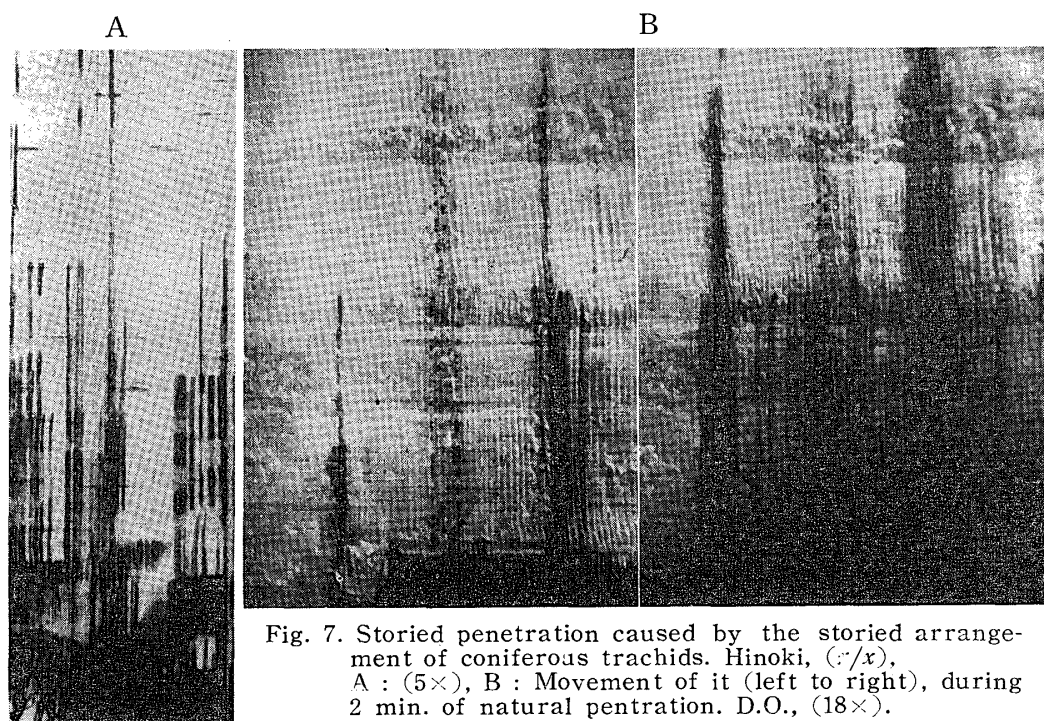 A
B
Fig. 7. Storied penetration caused by the storied arrange-
ment of coniferous trachids. Hinoki, (/x),
A : (5×), B : Movement of it (left to right), during
2 min. of natural pentration. D.O., (18×).